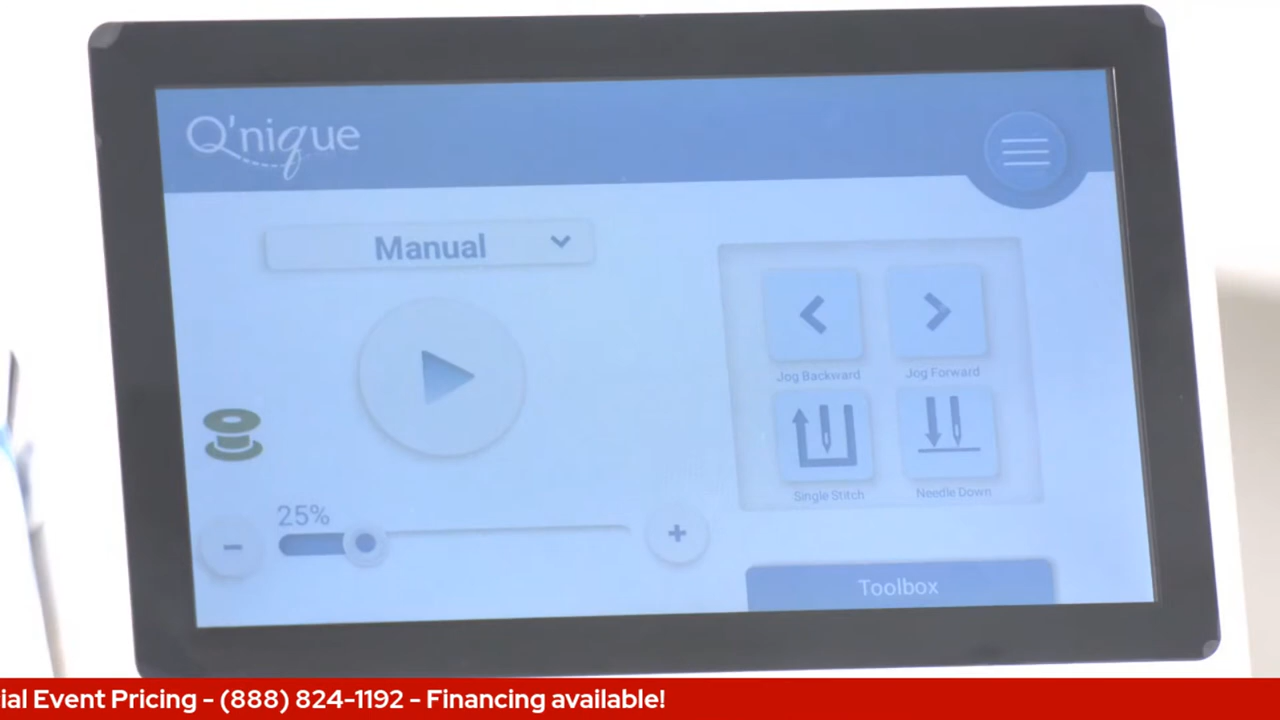 Q'nique
Manual
Jog Backward
Jog Forward
Single Stitch
Needle Down
25%
Toolbox
ial Event Pricing - (888) 824-1192 - Financing available!